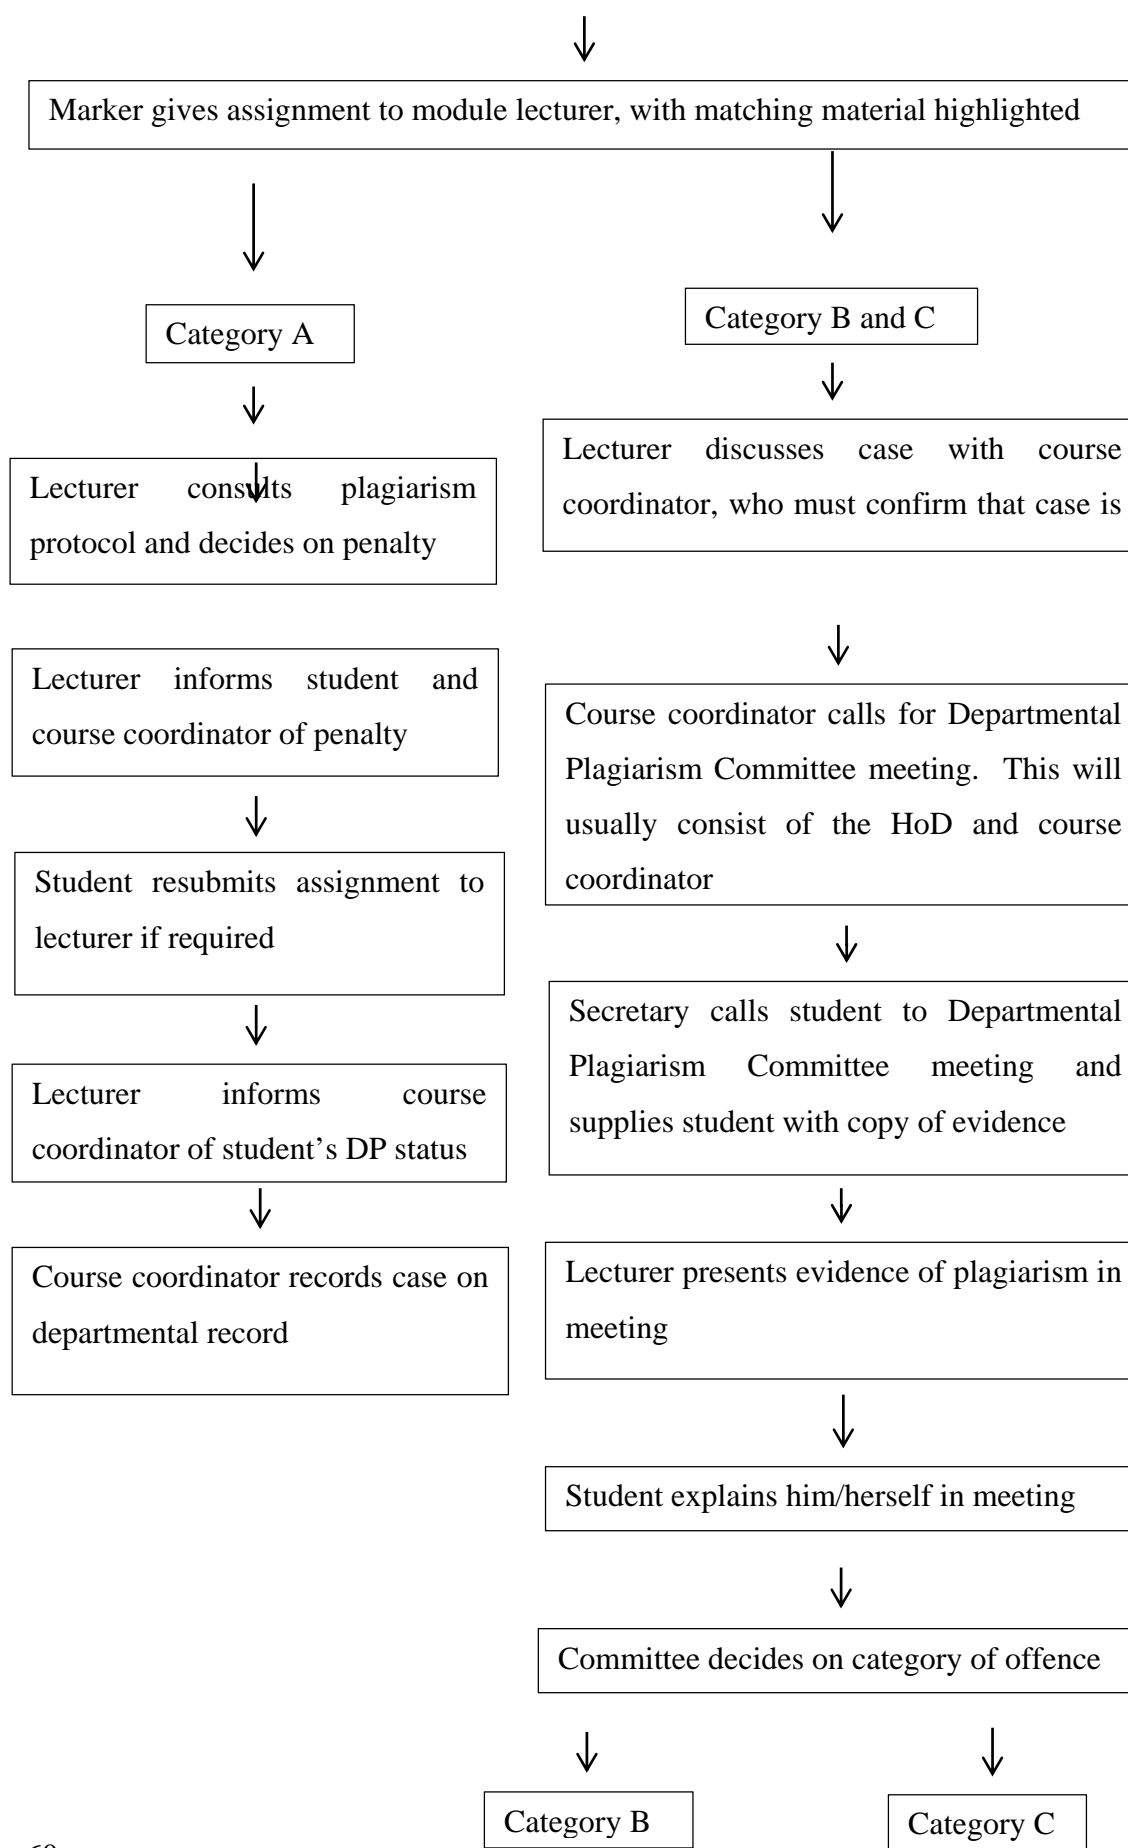 Marker gives assignment to module lecturer, with matching material highlighted
Category A
Lecturer consults plagiarism
protocol and decides on penalty
Lecturer informs student and
course coordinator of penalty
Student resubmits assignment to
lecturer if required
Lecturer informs course
coordinator of student’s DP status
Course coordinator records case on
departmental record
Category B and C
Lecturer discusses case with course
coordinator, who must confirm that case is
Course coordinator calls for Departmental
Plagiarism Committee meeting. This will
usually consist of the HoD and course
coordinator
Secretary calls student to Departmental
Plagiarism Committee meeting and
supplies student with copy of evidence
Lecturer presents evidence of plagiarism in
meeting
Student explains him/herself in meeting
Committee decides on category of offence
Category B
Category C